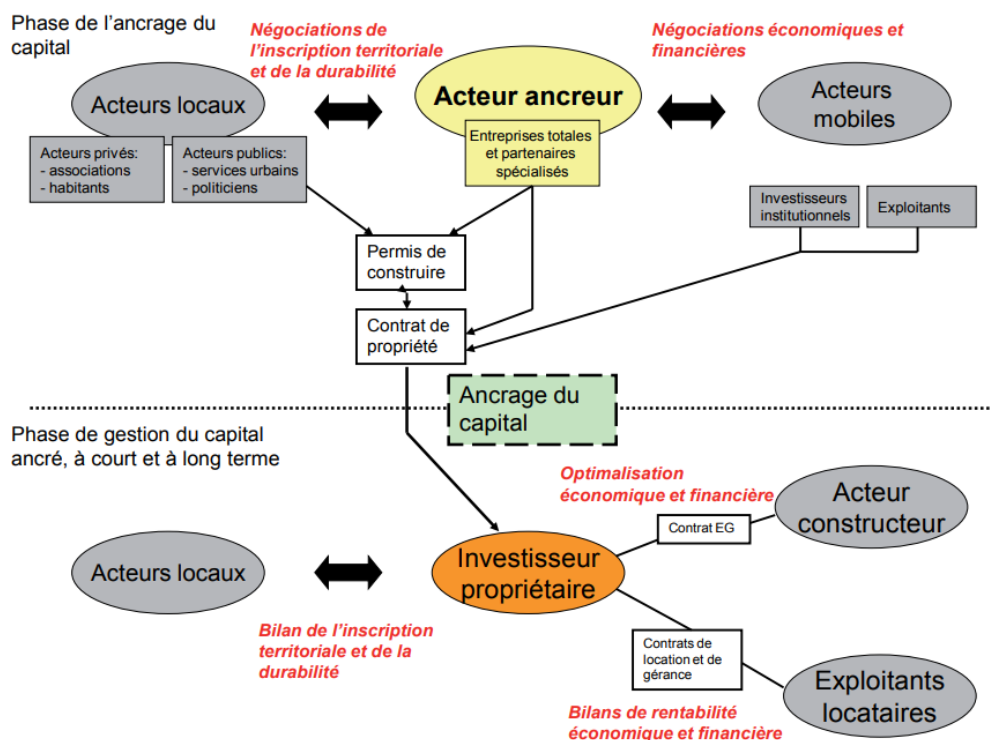 Phase de l'ancrage du
capital
Négociations de
l'inscription territoriale
et de la durabilité
Négociations économiques et
financières
Acteurs locaux
Acteur ancreur
Acteurs
mobiles
Acteurs privés:
- associations
- habitants
Acteurs publics:
- services urbains
- politiciens
Entreprises totales
et partenaires
spécialisés
Investisseurs
institutionnels
Exploitants
Permis de
construire
Contrat de
propriété
Ancrage du
capital
Phase de gestion du capital
ancré, à court et à long terme
Optimalisation
économique et financière
Acteur
constructeur
Contrat EG
Acteurs locaux
Investisseur
propriétaire
Bilan de l'inscription
territoriale et de la
durabilité
Contrats de
location et de
gérance
Exploitants
locataires
Bilans de rentabilité
économique et financière